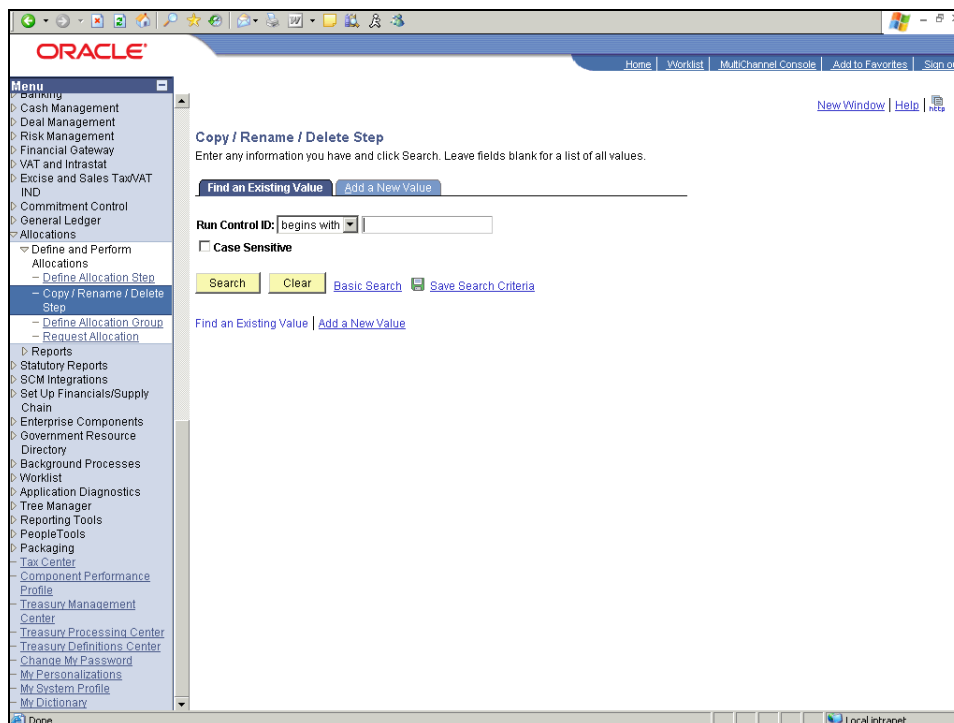 ORACLE
Home | Worklist | MultiChannel Console | Add to Favorites |
Menu
Banking
Cash Management
Deal Management
Risk Management
Financial Gateway
VAT and Intrastat
Excise and Sales Tax/VAT
IND
Commitment Control
General Ledger
Allocations
Define and Perform
Allocations
– Define Allocation Step
– Copy / Rename / Delete
Step
– Define Allocation Group
– Request Allocation
Reports
Statutory Reports
SCM Integrations
Set Up Financials/Supply
Chain
Enterprise Components
Government Resource
Directory
Background Processes
Worklist
Application Diagnostics
Tree Manager
Reporting Tools
PeopleTools
Packaging
– Tax Center
– Component Performance
Profile
– Treasury Management
Center
– Treasury Processing Center
– Treasury Definitions Center
– Change My Password
– My Personalizations
– My System Profile
– My Dictionary
New Window | Help | http
Copy / Rename / Delete Step
Enter any information you have and click Search. Leave fields blank for a list of all values.
Find an Existing Value
Add a New Value
Run Control ID: begins with
Case Sensitive
Search Clear Basic Search Save Search Criteria
Find an Existing Value | Add a New Value
Done
Local intranet